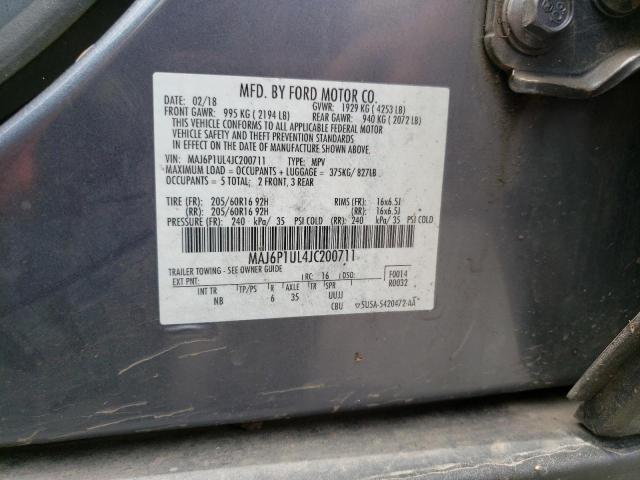 MFD. BY FORD MOTOR CO.
DATE: 02/18 GVWR: 1929 KG ( 4253 LB)
FRONT GAWR: 995 KG ( 2194 LB) REAR GAWR: 940 KG ( 2072 LB)
THIS VEHICLE CONFORMS TO ALL APPLICABLE FEDERAL MOTOR
VEHICLE SAFETY AND THEFT PREVENTION STANDARDS
IN EFFECT ON THE DATE OF MANUFACTURE SHOWN ABOVE.
VIN: MAJ6P1UL4JC200711 TYPE: MPV
MAXIMUM LOAD = OCCUPANTS + LUGGAGE = 375KG/ 827LB
OCCUPANTS = 5 TOTAL; 2 FRONT, 3 REAR
TIRE (FR): 205/60R16 92H RIMS (FR): 16x6.5J
(RR): 205/60R16 92H (RR): 16x6.5J
PRESSURE (FR): 240 kPa/ 35 PSI COLD (RR): 240 kPa/ 35 PSI COLD
MAJ6P1UL4JC200711
TRAILER TOWING - SEE OWNER GUIDE
EXT PNT: RC: 16 DSO: F0014
R0032
INT TR TP/PS R AXLE TR SPR
NB 6 35 UUJJ
CBU 5USA-5420472-AA